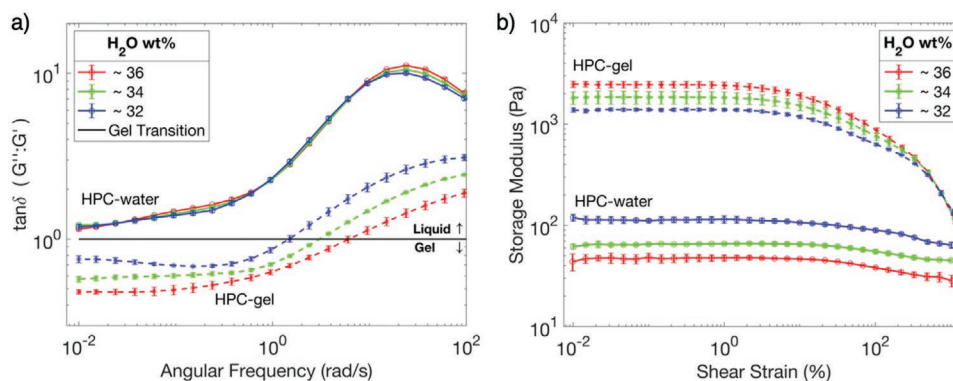 a)
H2O wt%
~ 36
~ 34
~ 32
Gel Transition
HPC-water
HPC-gel
Liquid ↑
Gel ↓
tanδ ( G'':G' )
10^1
10^0
10^-2
10^0
10^2
Angular Frequency (rad/s)
b)
H2O wt%
~ 36
~ 34
~ 32
HPC-gel
HPC-water
Storage Modulus (Pa)
10^4
10^3
10^2
10^1
10^-2
10^0
10^2
Shear Strain (%)